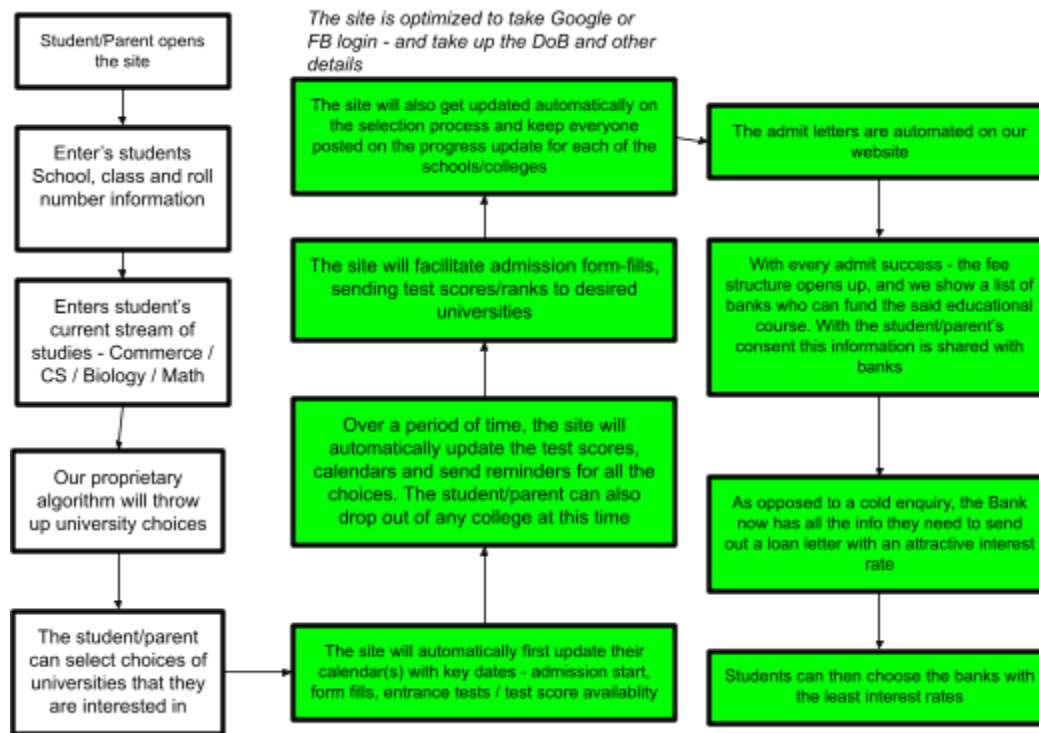 Student/Parent opens
the site
Enter's students
School, class and roll
number information
Enters student's
current stream of
studies - Commerce /
CS / Biology / Math
Our proprietary
algorithm will throw
up university choices
The student/parent
can select choices of
universities that they
are interested in
The site is optimized to take Google or
FB login - and take up the DoB and other
details
The site will also get updated automatically on
the selection process and keep everyone
posted on the progress update for each of the
schools/colleges
The site will facilitate admission form-fills,
sending test scores/ranks to desired
universities
Over a period of time, the site will
automatically update the test scores,
calendars and send reminders for all the
choices. The student/parent can also
drop out of any college at this time
The site will automatically first update their
calendar(s) with key dates - admission start,
form fills, entrance tests / test score availablity
The admit letters are automated on our
website
With every admit success - the fee
structure opens up, and we show a list of
banks who can fund the said educational
course. With the student/parent's
consent this information is shared with
banks
As opposed to a cold enquiry, the Bank
now has all the info they need to send
out a loan letter with an attractive interest
rate
Students can then choose the banks with
the least interest rates